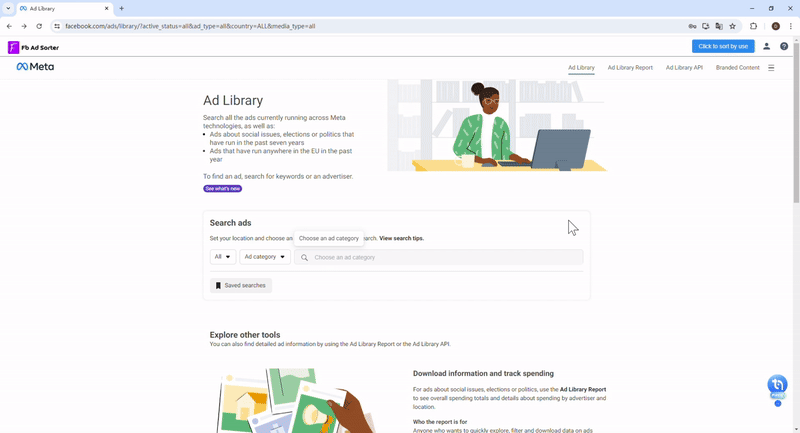 Ad Library
facebook.com/ads/library/?active_status=all&ad_type=all&country=ALL&media_type=all
Fb Ad Sorter
Click to sort by use
Meta
Ad Library
Ad Library Report
Ad Library API
Branded Content
Ad Library
Search all the ads currently running across Meta
technologies, as well as:
Ads about social issues, elections or politics that
have run in the past seven years
Ads that have run anywhere in the EU in the past
year
To find an ad, search for keywords or an advertiser.
See what's new
Search ads
Set your location and choose an
Choose an ad category
arch. View search tips.
All
Ad category
Choose an ad category
Saved searches
Explore other tools
You can also find detailed ad information by using the Ad Library Report or the Ad Library API.
Download information and track spending
For ads about social issues, elections or politics, use the Ad Library Report
to see overall spending totals and details about spending by advertiser and
location.
Who the report is for
Anyone who wants to quickly explore, filter and download data on ads